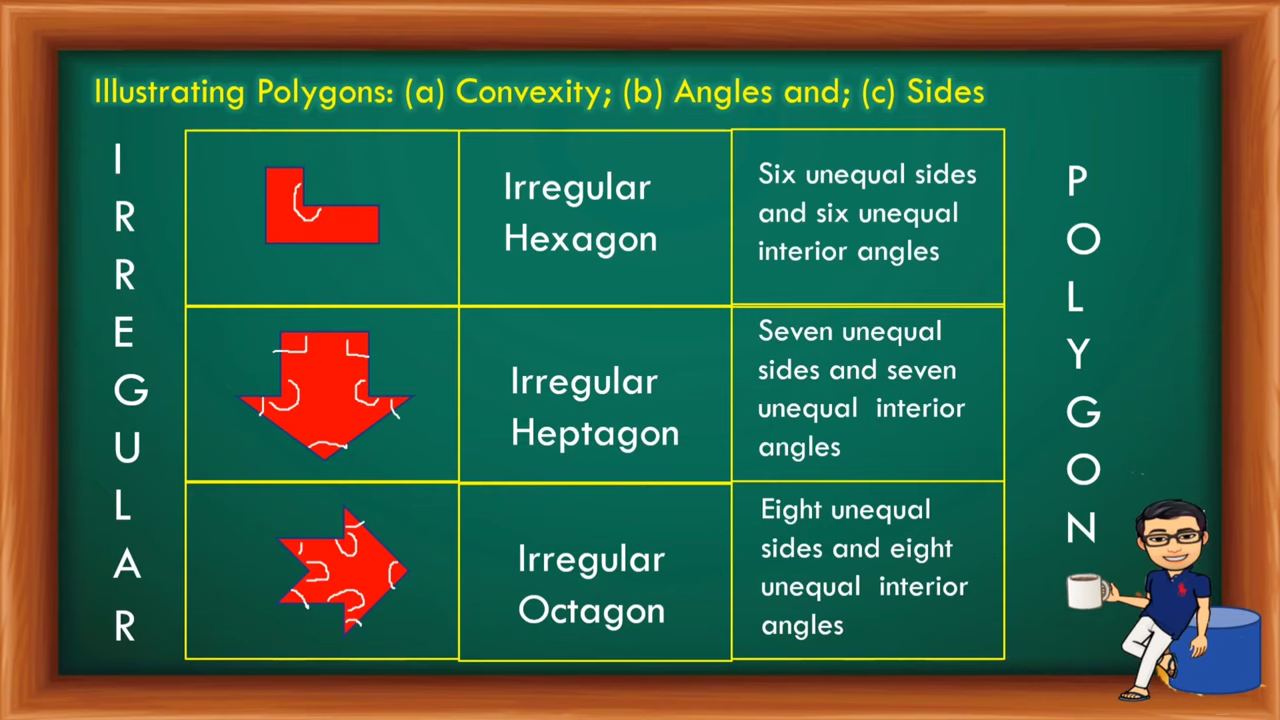 Illustrating Polygons: (a) Convexity; (b) Angles and; (c) Sides
I
R
R
E
G
U
L
A
R
Irregular
Hexagon
Six unequal sides
and six unequal
interior angles
Irregular
Heptagon
Seven unequal
sides and seven
unequal interior
angles
Irregular
Octagon
Eight unequal
sides and eight
unequal interior
angles
P
O
L
Y
G
O
N